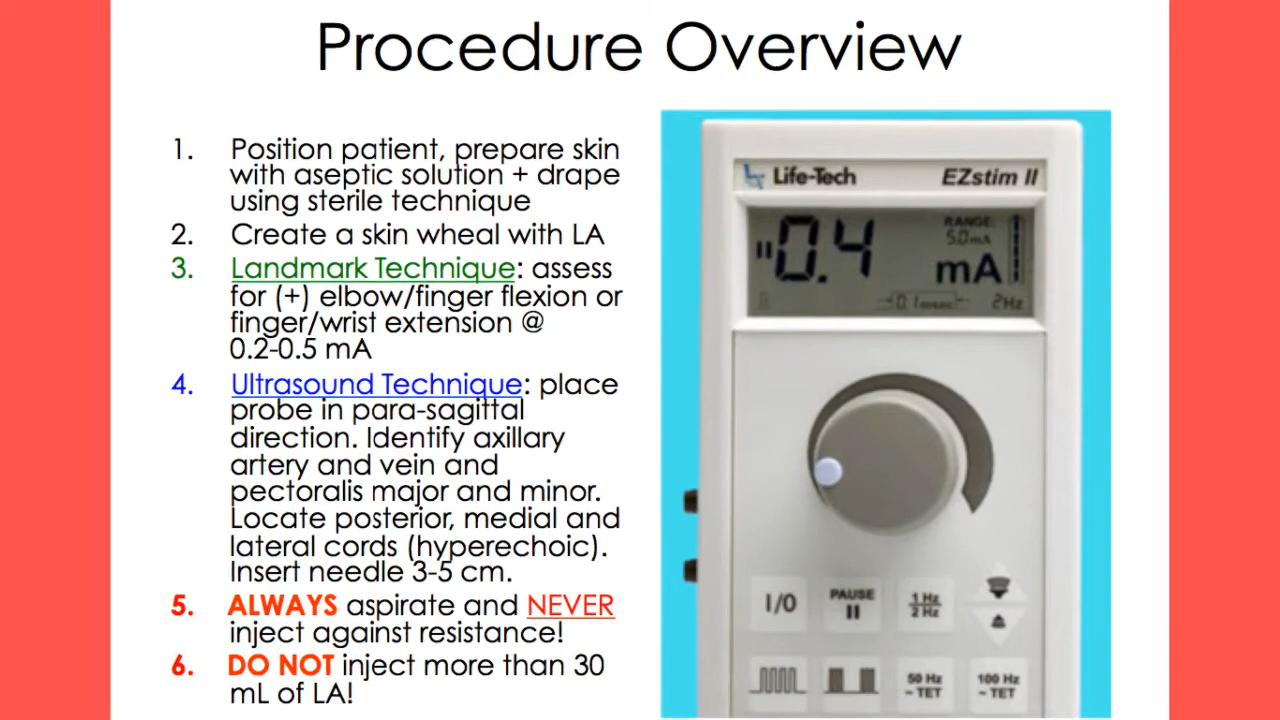 Procedure Overview
1. Position patient, prepare skin
with aseptic solution + drape
using sterile technique
2. Create a skin wheal with LA
3. Landmark Technique: assess
for (+) elbow/finger flexion or
finger/wrist extension @
0.2-0.5 mA
4. Ultrasound Technique: place
probe in para-sagittal
direction. Identify axillary
artery and vein and
pectoralis major and minor.
Locate posterior, medial and
lateral cords (hyperechoic).
Insert needle 3-5 cm.
5. ALWAYS aspirate and NEVER
inject against resistance!
6. DO NOT inject more than 30
mL of LA!
Life-Tech EZstim II
0.4
RANGE:
5.0mA
mA
0.1msec 2Hz
I/O
PAUSE
1 Hz
2 Hz
50 Hz
~ TET
100 Hz
~ TET